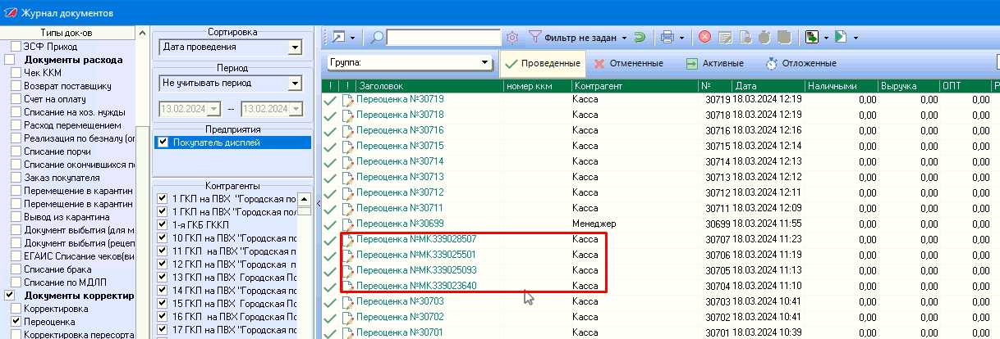 Журнал документов
Типы док-ов
ЭСФ Приход
Документы расхода
Чек ККМ
Возврат поставщику
Счет на оплату
Списание на хоз. нужды
Расход перемещением
Реализация по безналу (оп
Списание порчи
Списание окончившихся по
Заказ покупателя
Перемещение в карантин
Перемещение в карантин
Вывод из карантина
Документ выбытия (для м
Документ выбытия (рецеп
ЕГАИС Списание чеков(ви
Списание брака
Списание по МДЛП
Документы корректир
Корректировка
Переоценка
Корректировка пересорта
Сортировка
Дата проведения
Период
Не учитывать период
13.02.2024 -- 13.02.2024
Предприятия
Покупатель дисплей
Контрагенты
1 ГКП на ПВХ "Городская по
1 ГКП на ПВХ "Городская пол
1-я ГКБ ГККП
10 ГКП на ПВХ "Городская по
11 ГКП на ПВХ "Городская
12 ГКП на ПВХ "Городская п
13 ГКП на ПВХ Городская п
14 ГКП на ПВХ "Городская
15 ГКП на ПВХ "Городская
16 ГКП на ПВХ "Городская
17 ГКП на ПВХ "Городская
Фильтр не задан
Группа:
Проведенные
Отмененные
Активные
Отложенные
! ! Заголовок номер ккм Контрагент № Дата Наличными Выручка ОПТ Р
Переоценка №30719 Касса 30719 18.03.2024 12:19 0,00 0,00 0,00
Переоценка №30718 Касса 30718 18.03.2024 12:19 0,00 0,00 0,00
Переоценка №30716 Касса 30716 18.03.2024 12:16 0,00 0,00 0,00
Переоценка №30715 Касса 30715 18.03.2024 12:14 0,00 0,00 0,00
Переоценка №30714 Касса 30714 18.03.2024 12:13 0,00 0,00 0,00
Переоценка №30713 Касса 30713 18.03.2024 12:12 0,00 0,00 0,00
Переоценка №30712 Касса 30712 18.03.2024 12:11 0,00 0,00 0,00
Переоценка №30711 Касса 30711 18.03.2024 12:09 0,00 0,00 0,00
Переоценка №30699 Менеджер 30699 18.03.2024 11:55 0,00 0,00 0,00
Переоценка №МК339028507 Касса 30707 18.03.2024 11:23 0,00 0,00 0,00
Переоценка №МК339025501 Касса 30706 18.03.2024 11:19 0,00 0,00 0,00
Переоценка №МК339025093 Касса 30705 18.03.2024 11:13 0,00 0,00 0,00
Переоценка №МК339023640 Касса 30704 18.03.2024 11:10 0,00 0,00 0,00
Переоценка №30703 Касса 30703 18.03.2024 10:41 0,00 0,00 0,00
Переоценка №30702 Касса 30702 18.03.2024 10:41 0,00 0,00 0,00
Переоценка №30701 Касса 30701 18.03.2024 10:39 0,00 0,00 0,00